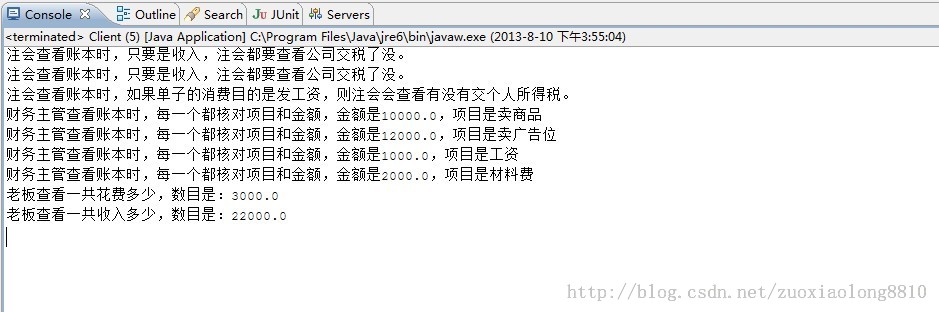 Console Outline Search JUnit Servers
<terminated> Client (5) [Java Application] C:\Program Files\Java\jre6\bin\javaw.exe (2013-8-10 下午3:55:04)
注会查看账本时，只要是收入，注会都要查看公司交税了没。
注会查看账本时，只要是收入，注会都要查看公司交税了没。
注会查看账本时，如果单子的消费目的是发工资，则注会会查看有没有交个人所得税。
财务主管查看账本时，每一个都核对项目和金额，金额是10000.0，项目是卖商品
财务主管查看账本时，每一个都核对项目和金额，金额是12000.0，项目是卖广告位
财务主管查看账本时，每一个都核对项目和金额，金额是1000.0，项目是工资
财务主管查看账本时，每一个都核对项目和金额，金额是2000.0，项目是材料费
老板查看一共花费多少，数目是：3000.0
老板查看一共收入多少，数目是：22000.0
http://blog.csdn.net/zuoxiaolong8810